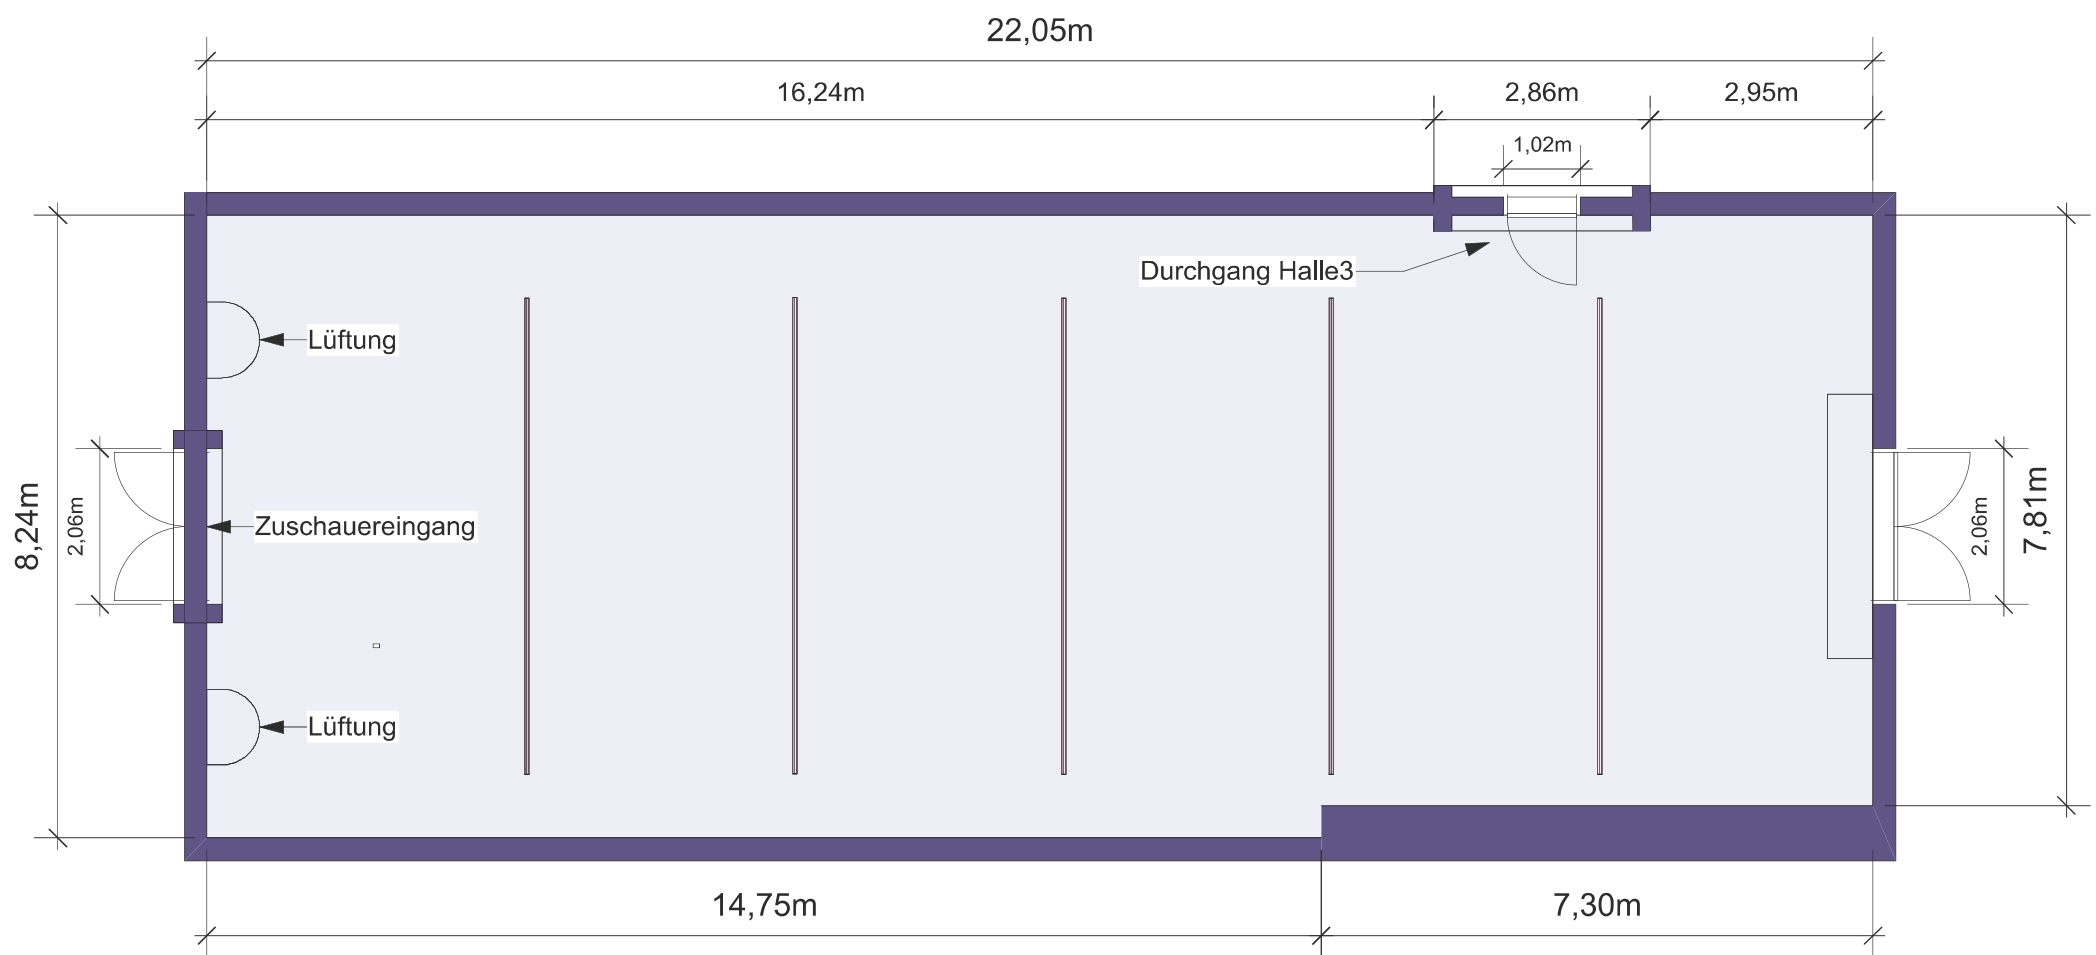 22,05m
16,24m
2,86m
2,95m
1,02m
Durchgang Halle3
Lüftung
8,24m
2,06m
Zuschauereingang
2,06m
7,81m
Lüftung
14,75m
7,30m